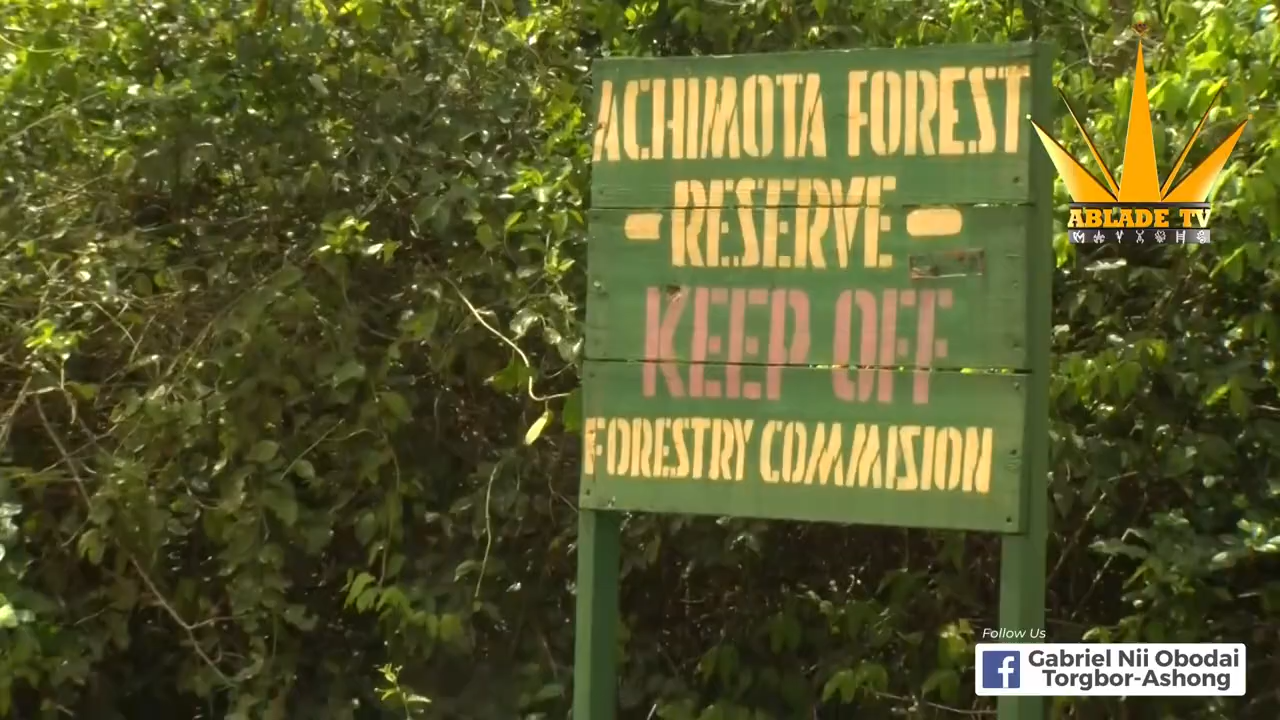 ACHIMOTA FOREST
- RESERVE -
KEEP OFF
FORESTRY COMMISION
ABLADE TV
Follow Us
Gabriel Nii Obodai
Torgbor-Ashong